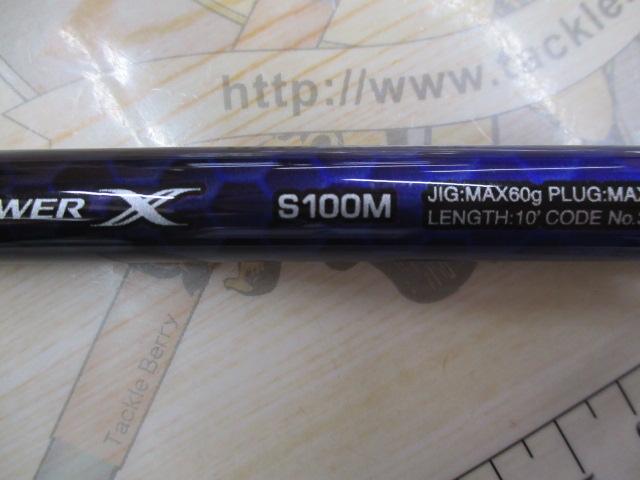 http://www.tackle
WER X S100M
JIG:MAX60g PLUG:MAX
LENGTH:10' CODE No.
Tackle Berry